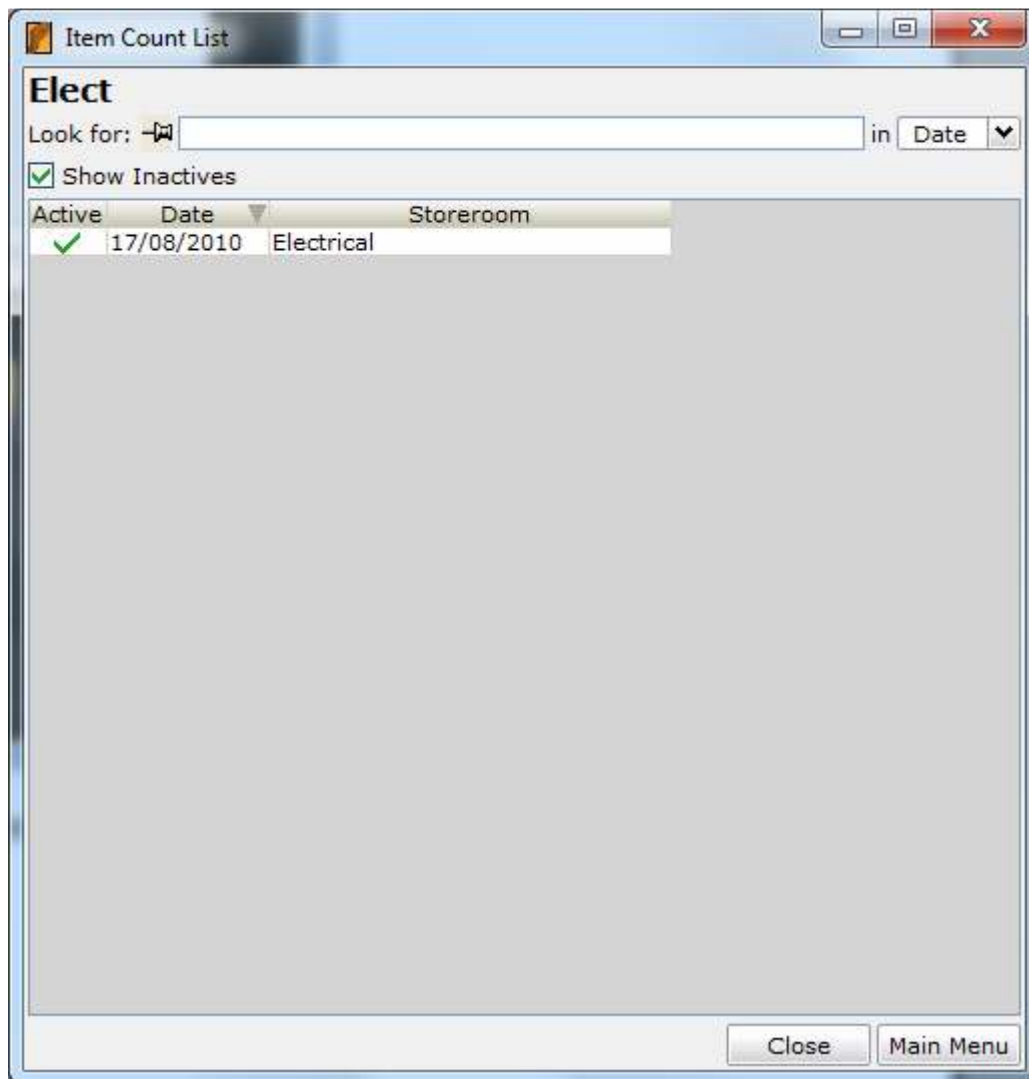 Item Count List
Elect
Look for: in Date
Show Inactives
Active Date Storeroom
17/08/2010 Electrical
Close Main Menu